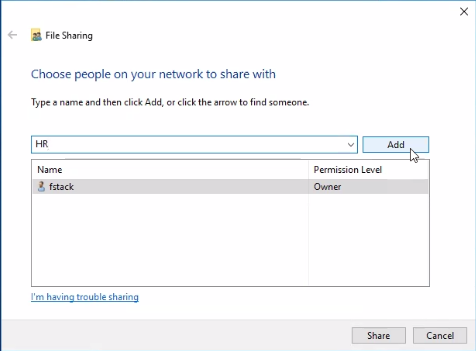 File Sharing
Choose people on your network to share with
Type a name and then click Add, or click the arrow to find someone.
HR
Add
Name Permission Level
fstack Owner
I'm having trouble sharing
Share Cancel